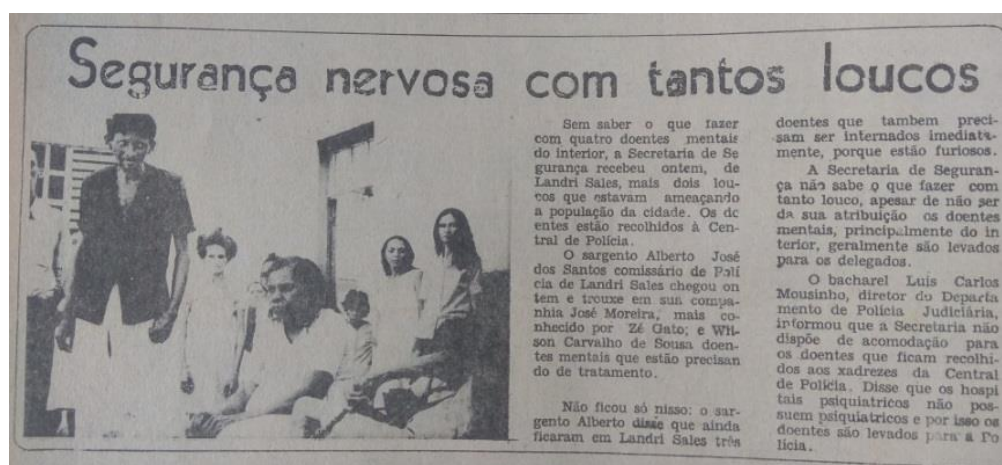 Segurança nervosa com tantos loucos
Sem saber o que fazer
com quatro doentes mentais
do interior, a Secretaria de Se
gurança recebeu ontem, de
Landri Sales, mais dois lou-
cos que estavam ameaçando
a população da cidade. Os do
entes estão recolhidos à Cen-
tral de Polícia.
O sargento Alberto José
dos Santos comissário de Polí
cia de Landri Sales chegou on
tem e trouxe em sua compa-
nhia José Moreira, mais co-
nhecido por Zé Gato; e Wil-
son Carvalho de Sousa doen-
tes mentais que estão precisan
do de tratamento.
Não ficou só nisso: o sar-
gento Alberto disse que ainda
ficaram em Landri Sales três
doentes que tambem preci-
sam ser internados imediata-
mente, porque estão furiosos.
A Secretaria de Seguran-
ça não sabe o que fazer com
tanto louco, apesar de não ser
da sua atribuição os doentes
mentais, principalmente do in
terior, geralmente são levados
para os delegados.
O bacharel Luís Carlos
Mousinho, diretor do Departa
mento de Polícia Judiciária,
informou que a Secretaria não
dispõe de acomodação para
os doentes que ficam recolhi-
dos aos xadrezes da Central
de Polícia. Disse que os hospi
tais psiquiatricos não pos-
suem psiquiatricos e por isso os
doentes são levados para a Po
lícia.